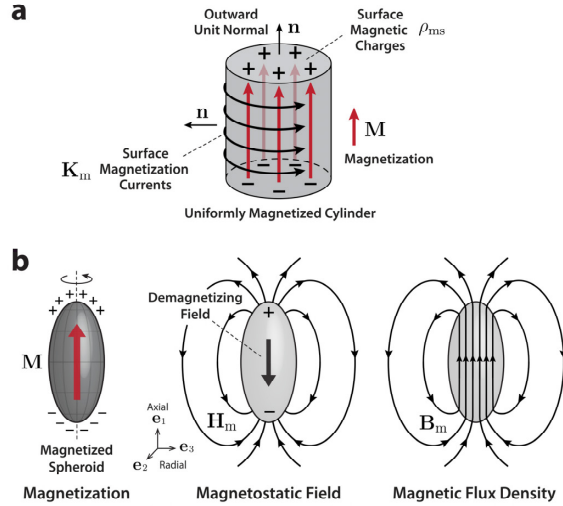 a
Outward
Unit Normal
n
Surface
Magnetic
Charges
ρms
+ + + + +
n
M
Magnetization
Surface
Magnetization
Currents
Km
− − − − −
Uniformly Magnetized Cylinder
b
+ + + + + + + +
M
− − − − − − −
Magnetized
Spheroid
Axial
e1
e2
e3
Radial
Magnetization
Demagnetizing
Field
+
−
Hm
Magnetostatic Field
Bm
Magnetic Flux Density